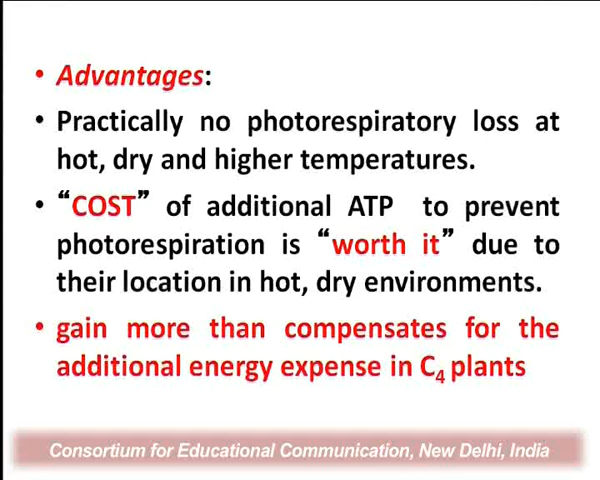 • Advantages:
• Practically no photorespiratory loss at
hot, dry and higher temperatures.
• “COST” of additional ATP to prevent
photorespiration is “worth it” due to
their location in hot, dry environments.
• gain more than compensates for the
additional energy expense in C₄ plants
Consortium for Educational Communication, New Delhi, India